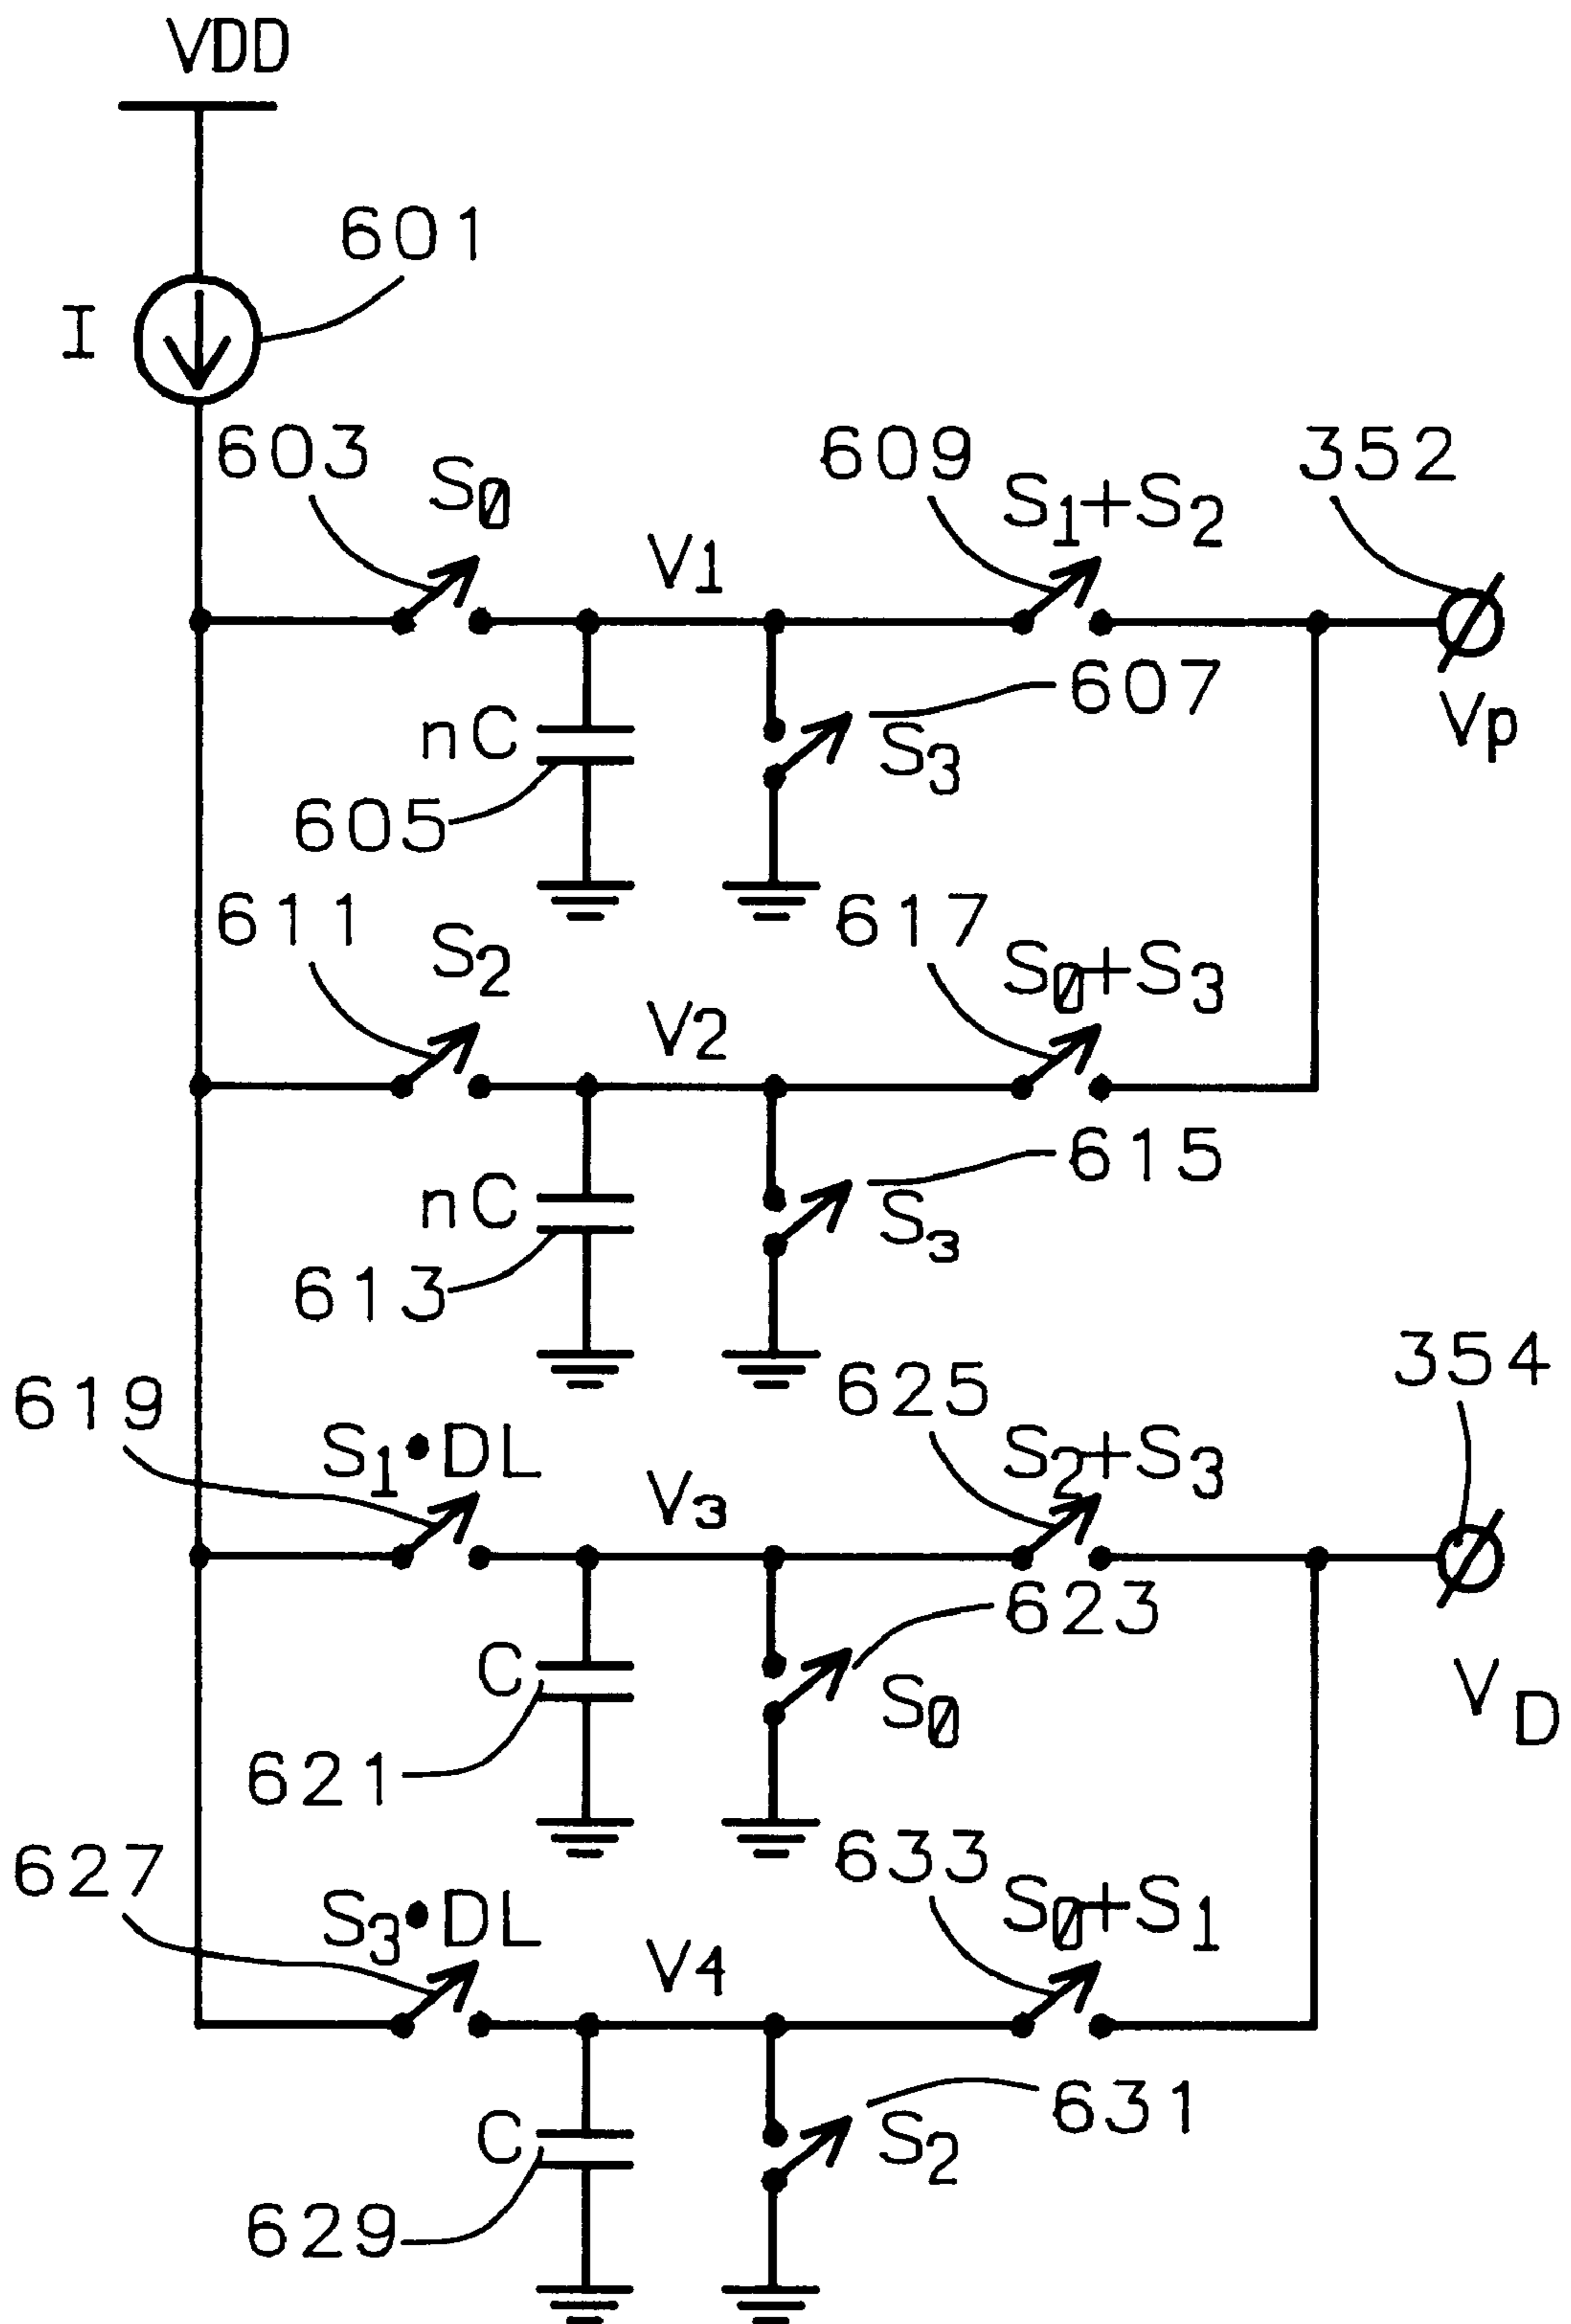 VDD
601
I
603
S0
609
S1+S2
352
V1
607
Vp
nC
S3
605
611
S2
617
S0+S3
V2
615
nC
S3
613
354
619
625
S1•DL
S2+S3
V3
623
C
S0
VD
621
627
633
S3•DL
S0+S1
V4
631
C
S2
629